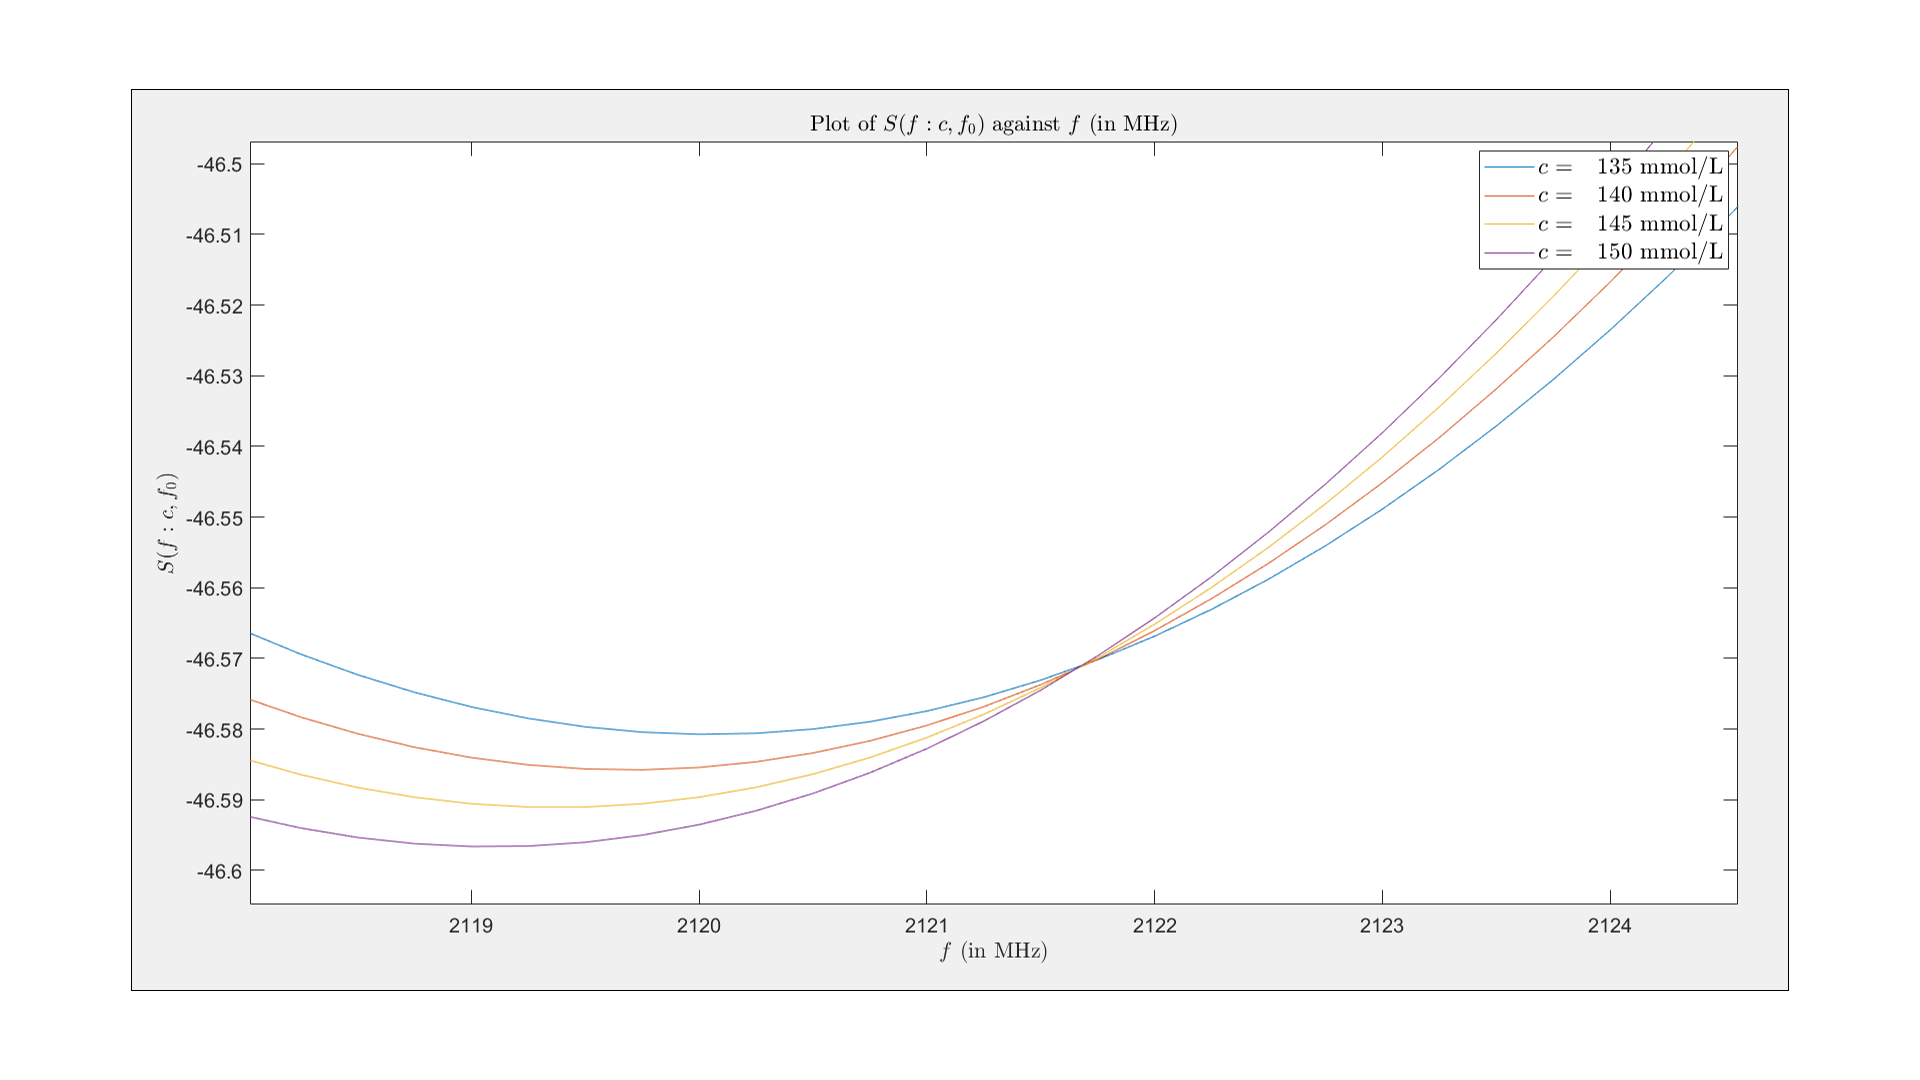 Plot of S(f : c, f₀) against f (in MHz)
c = 135 mmol/L
c = 140 mmol/L
c = 145 mmol/L
c = 150 mmol/L
S(f : c, f₀)
-46.5
-46.51
-46.52
-46.53
-46.54
-46.55
-46.56
-46.57
-46.58
-46.59
-46.6
2119 2120 2121 2122 2123 2124
f (in MHz)